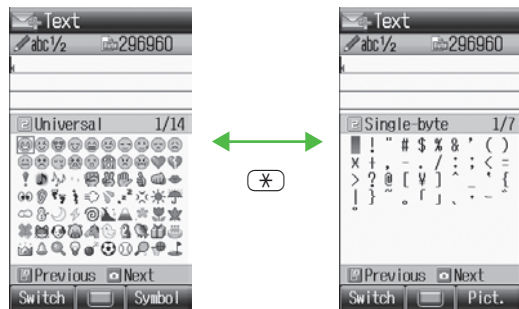 Text
abc½ 296960
Universal 1/14
Previous Next
Switch Symbol
Text
abc½ 296960
Single-byte 1/7
! " # $ % & ' ( )
* + , - . / : ; < =
> ? @ [ ¥ ] ^ _ ` {
| } ~ 。 「 」 、 ・ ゛
゜
Previous Next
Switch Pict.